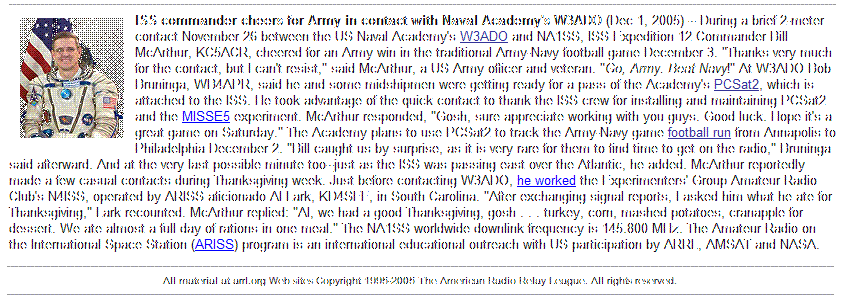 ISS commander cheers for Army in contact with Naval Academy's W3ADO (Dec 1, 2005) -- During a brief 2-meter
contact November 26 between the US Naval Academy's W3ADO and NA1SS, ISS Expedition 12 Commander Bill
McArthur, KC5ACR, cheered for an Army win in the traditional Army-Navy football game December 3. "Thanks very much
for the contact, but I can't resist," said McArthur, a US Army officer and veteran. "Go, Army. Beat Navy!" At W3ADO Bob
Bruninga, WB4APR, said he and some midshipmen were getting ready for a pass of the Academy's PCSat2, which is
attached to the ISS. He took advantage of the quick contact to thank the ISS crew for installing and maintaining PCSat2
and the MISSE5 experiment. McArthur responded, "Gosh, sure appreciate working with you guys. Good luck. Hope it's a
great game on Saturday." The Academy plans to use PCSat2 to track the Army-Navy game football run from Annapolis to
Philadelphia December 2. "Bill caught us by surprise, as it is very rare for them to find time to get on the radio," Bruninga
said afterward. And at the very last possible minute too--just as the ISS was passing east over the Atlantic, he added. McArthur reportedly
made a few casual contacts during Thanksgiving week. Just before contacting W3ADO, he worked the Experimenters' Group Amateur Radio
Club's N4ISS, operated by ARISS aficionado Al Lark, KD4SFF, in South Carolina. "After exchanging signal reports, I asked him what he ate for
Thanksgiving," Lark recounted. McArthur replied: "Al, we had a good Thanksgiving, gosh . . . turkey, corn, mashed potatoes, cranapple for
dessert. We ate almost a full day of rations in one meal." The NA1SS worldwide downlink frequency is 145.800 MHz. The Amateur Radio on
the International Space Station (ARISS) program is an international educational outreach with US participation by ARRL, AMSAT and NASA.
All material at arrl.org Web sites Copyright 1996-2006 The American Radio Relay League. All rights reserved.